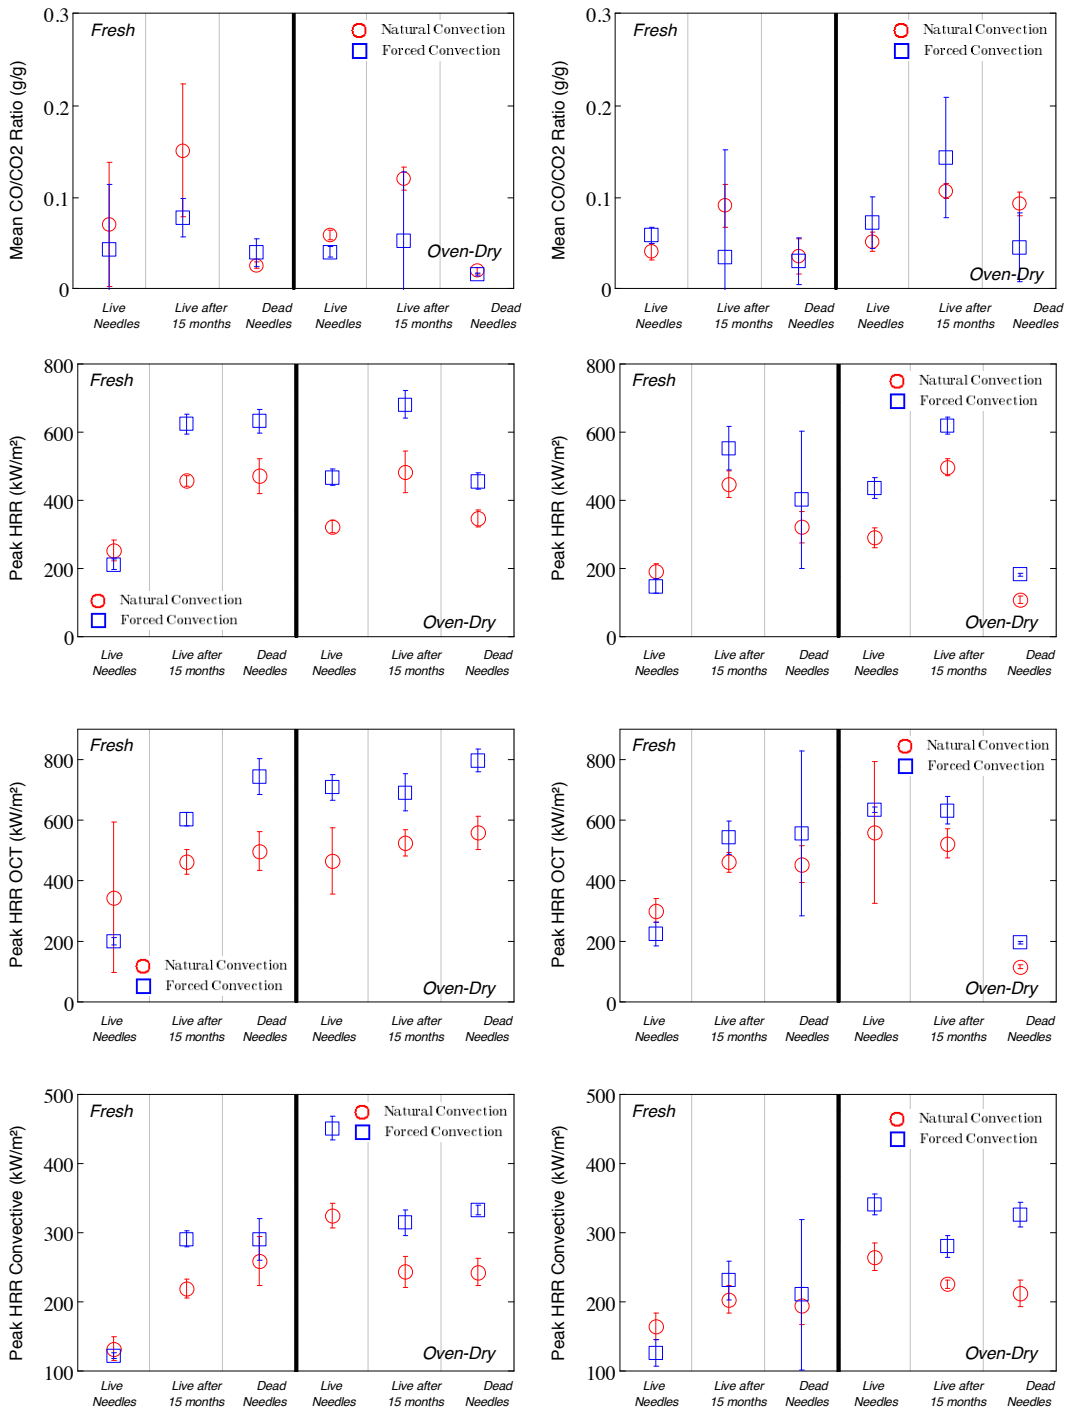 Mean CO/CO2 Ratio (g/g)
0.3
0.2
0.1
0
Fresh
Natural Convection
Forced Convection
Oven-Dry
Live Needles
Live after 15 months
Dead Needles
Live Needles
Live after 15 months
Dead Needles
Mean CO/CO2 Ratio (g/g)
0.3
0.2
0.1
0
Fresh
Natural Convection
Forced Convection
Oven-Dry
Live Needles
Live after 15 months
Dead Needles
Live Needles
Live after 15 months
Dead Needles
Peak HRR (kW/m²)
800
600
400
200
0
Fresh
Natural Convection
Forced Convection
Oven-Dry
Live Needles
Live after 15 months
Dead Needles
Live Needles
Live after 15 months
Dead Needles
Peak HRR (kW/m²)
800
600
400
200
0
Fresh
Natural Convection
Forced Convection
Oven-Dry
Live Needles
Live after 15 months
Dead Needles
Live Needles
Live after 15 months
Dead Needles
Peak HRR OCT (kW/m²)
800
600
400
200
0
Fresh
Natural Convection
Forced Convection
Oven-Dry
Live Needles
Live after 15 months
Dead Needles
Live Needles
Live after 15 months
Dead Needles
Peak HRR OCT (kW/m²)
800
600
400
200
0
Fresh
Natural Convection
Forced Convection
Oven-Dry
Live Needles
Live after 15 months
Dead Needles
Live Needles
Live after 15 months
Dead Needles
Peak HRR Convective (kW/m²)
500
400
300
200
100
Fresh
Natural Convection
Forced Convection
Oven-Dry
Live Needles
Live after 15 months
Dead Needles
Live Needles
Live after 15 months
Dead Needles
Peak HRR Convective (kW/m²)
500
400
300
200
100
Fresh
Natural Convection
Forced Convection
Oven-Dry
Live Needles
Live after 15 months
Dead Needles
Live Needles
Live after 15 months
Dead Needles